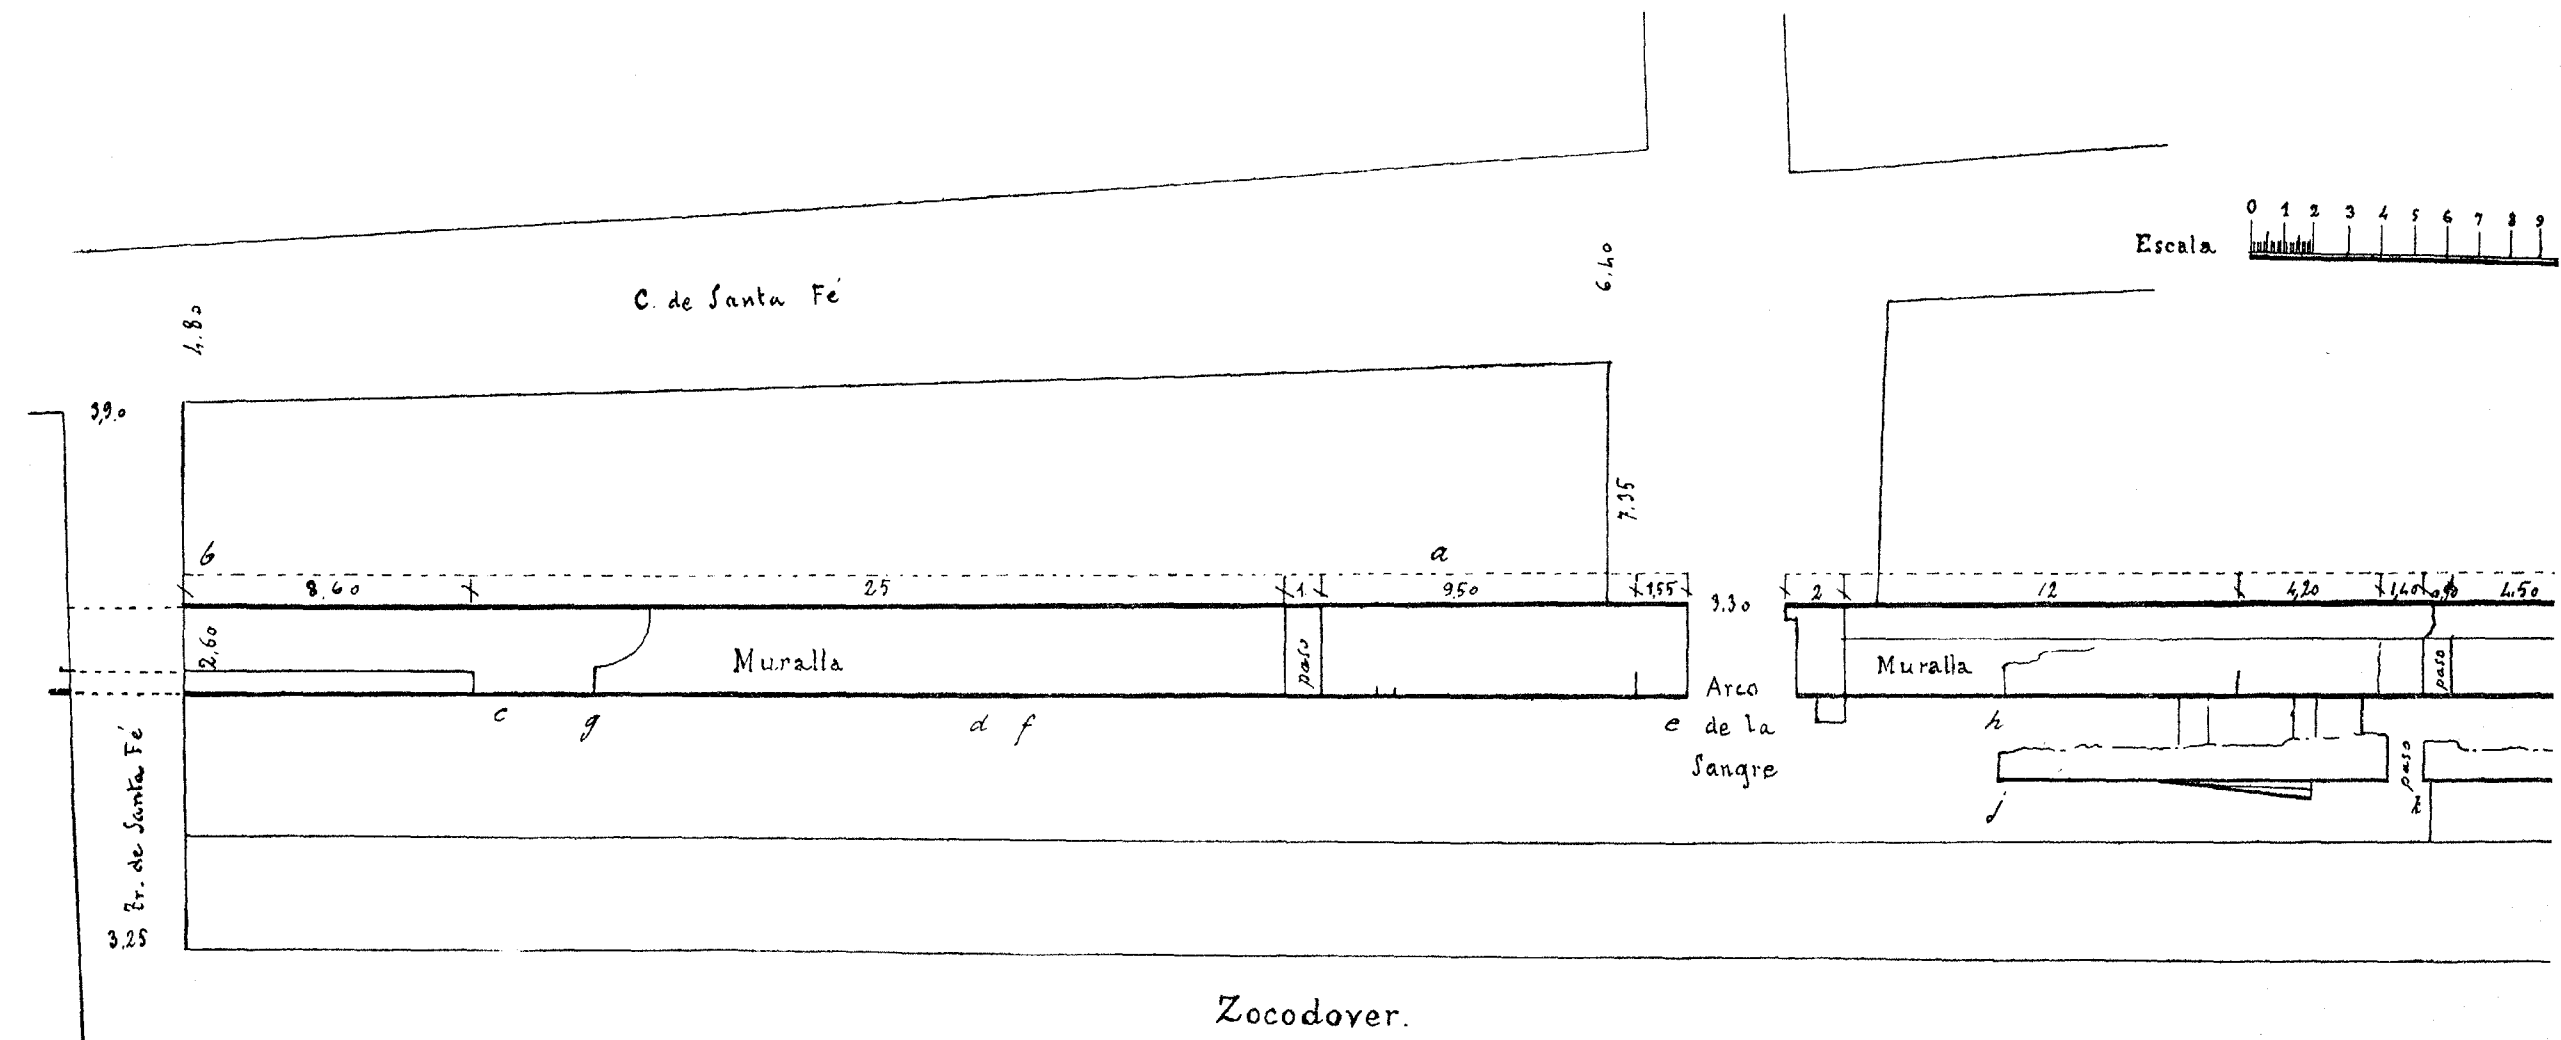 0 1 2 3 4 5 6 7 8 9
Escala
6.40
C. de Santa Fé
4.80
3,90
7.35
b
a
8,60 25 1 9,50 1,55 3.30 2 12 4,20 1,40 4.50
2,60
Muralla
paso
Muralla
paso
Arco
de la
Sangre
c g d f e h
paso
z
j
Tr. de Santa Fé
3.25
Zocodover.